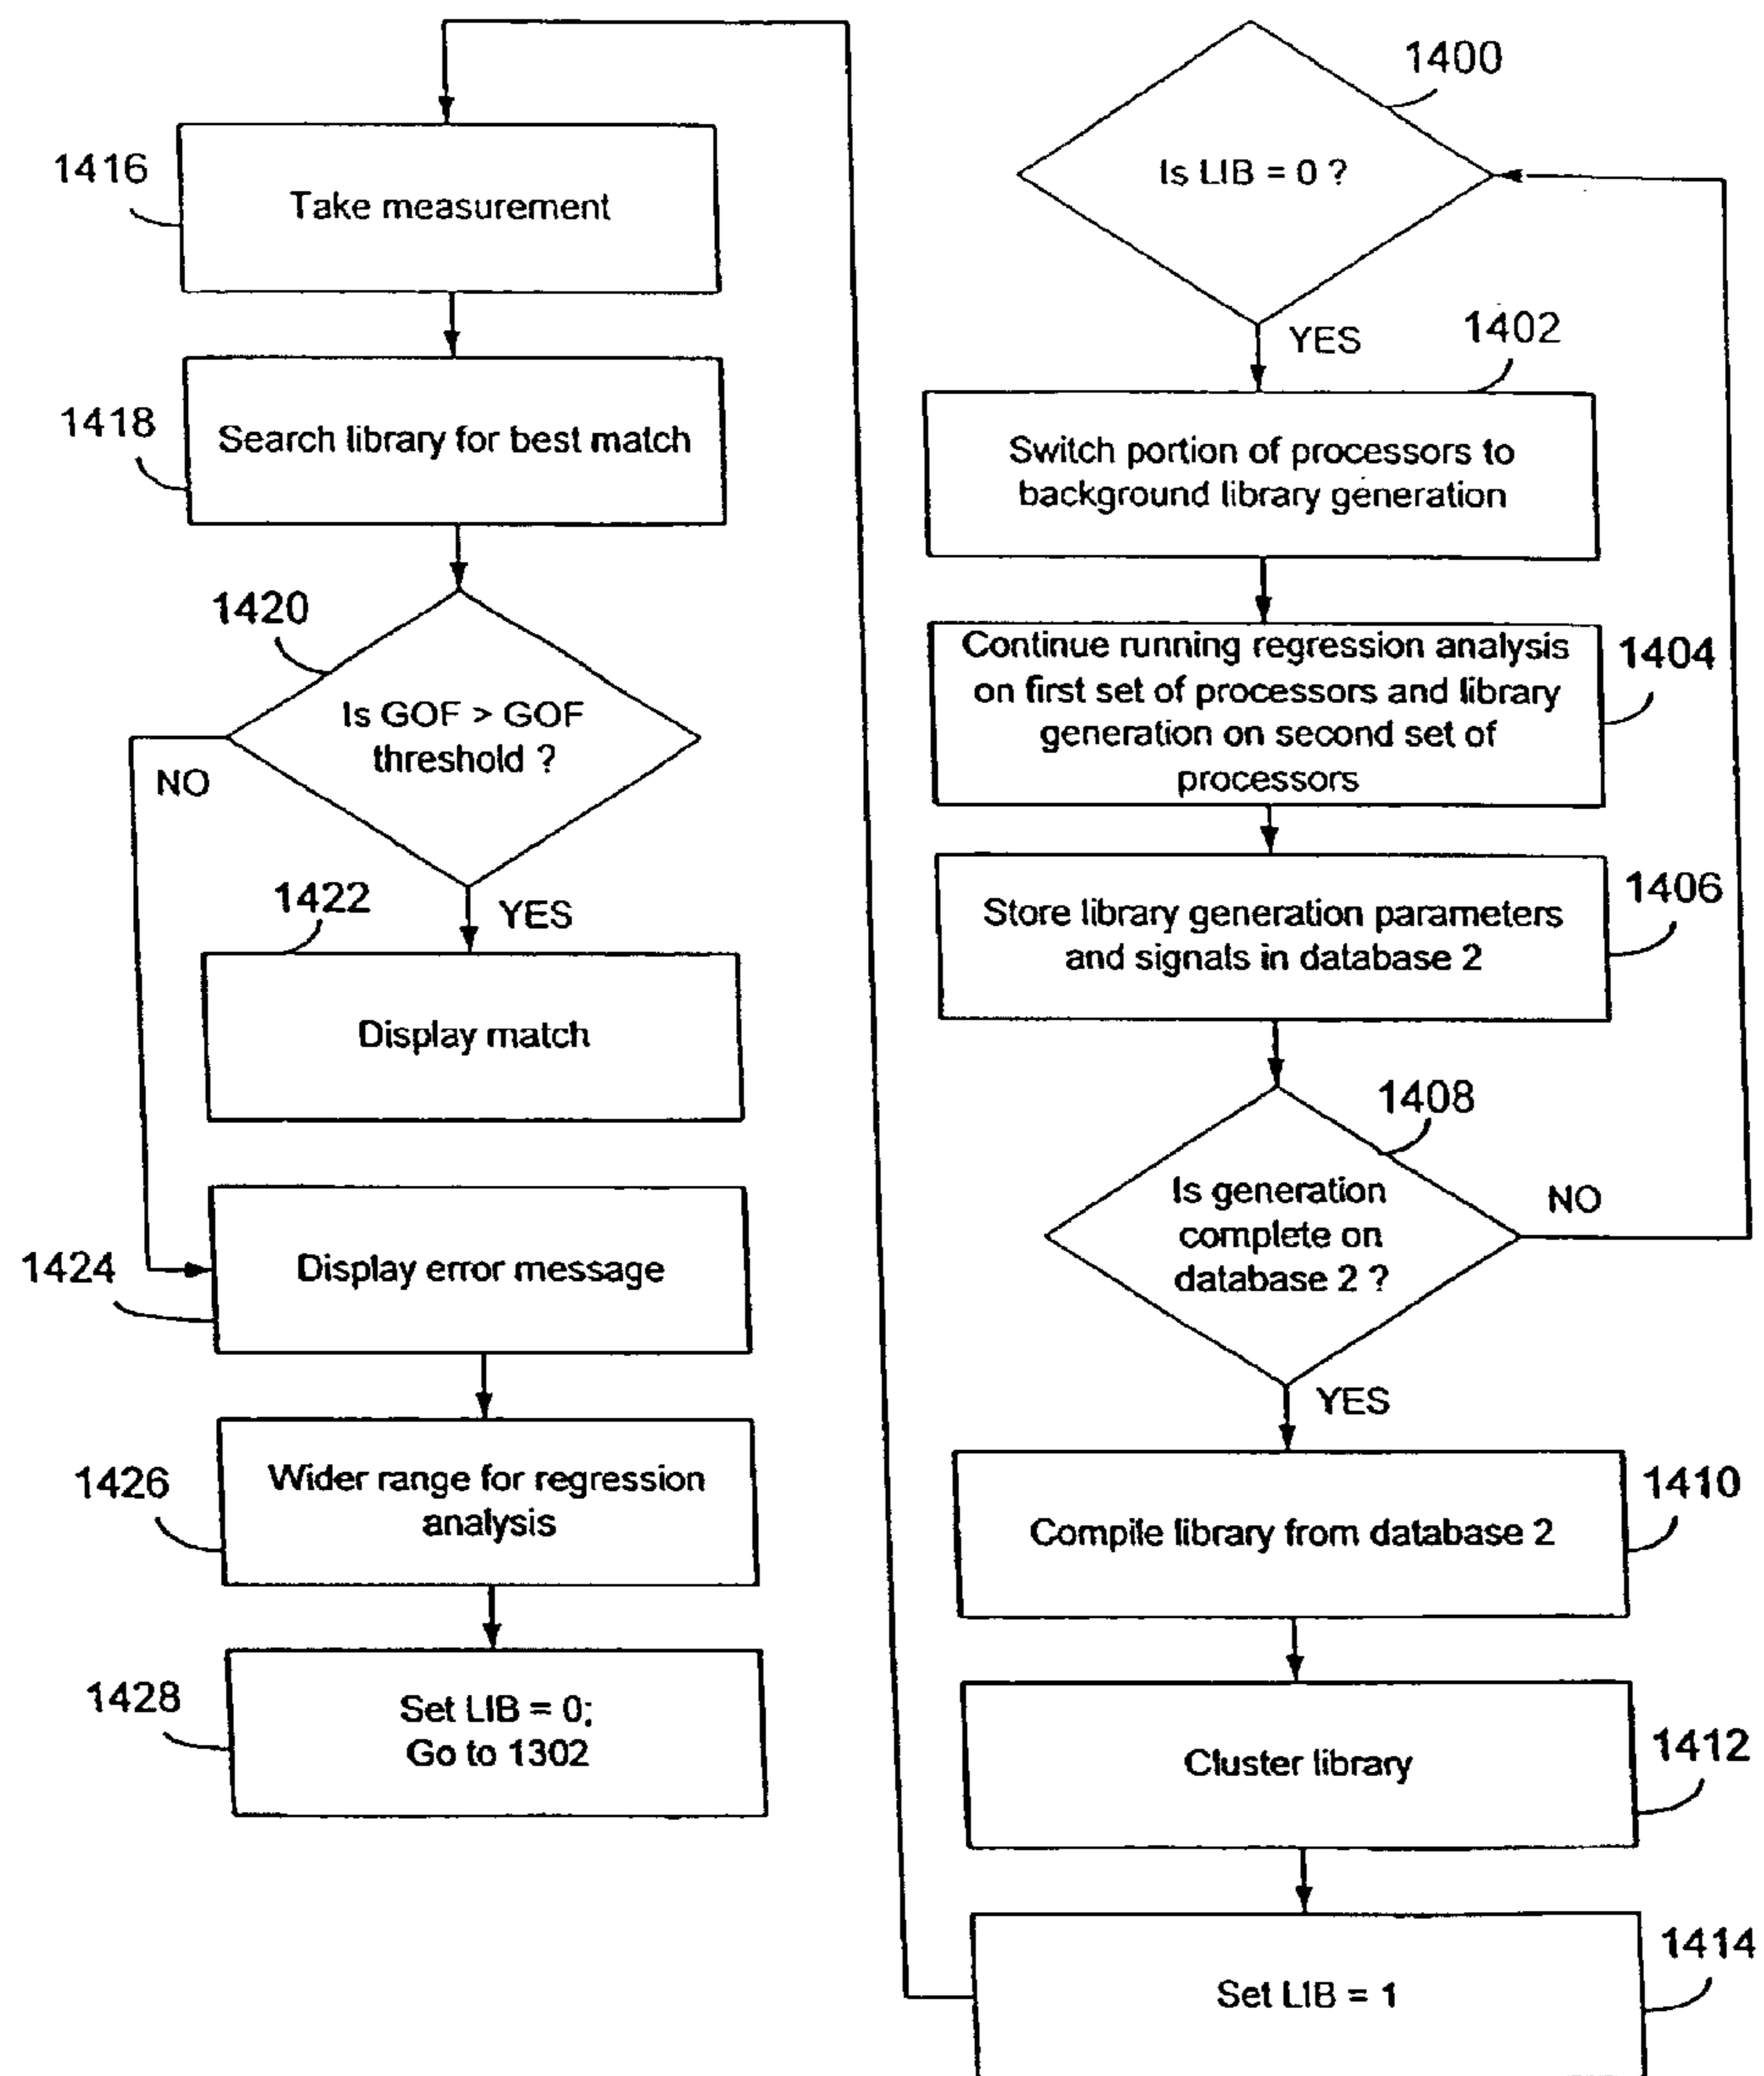 1400
Is LIB = 0 ?
YES
1402
Switch portion of processors to
background library generation
Continue running regression analysis
on first set of processors and library
generation on second set of
processors
1404
Store library generation parameters
and signals in database 2
1406
1408
Is generation
complete on
database 2 ?
NO
YES
Compile library from database 2
1410
Cluster library
1412
Set LIB = 1
1414
1416
Take measurement
1418
Search library for best match
1420
Is GOF > GOF
threshold ?
NO
YES
1422
Display match
1424
Display error message
1426
Wider range for regression
analysis
1428
Set LIB = 0;
Go to 1302